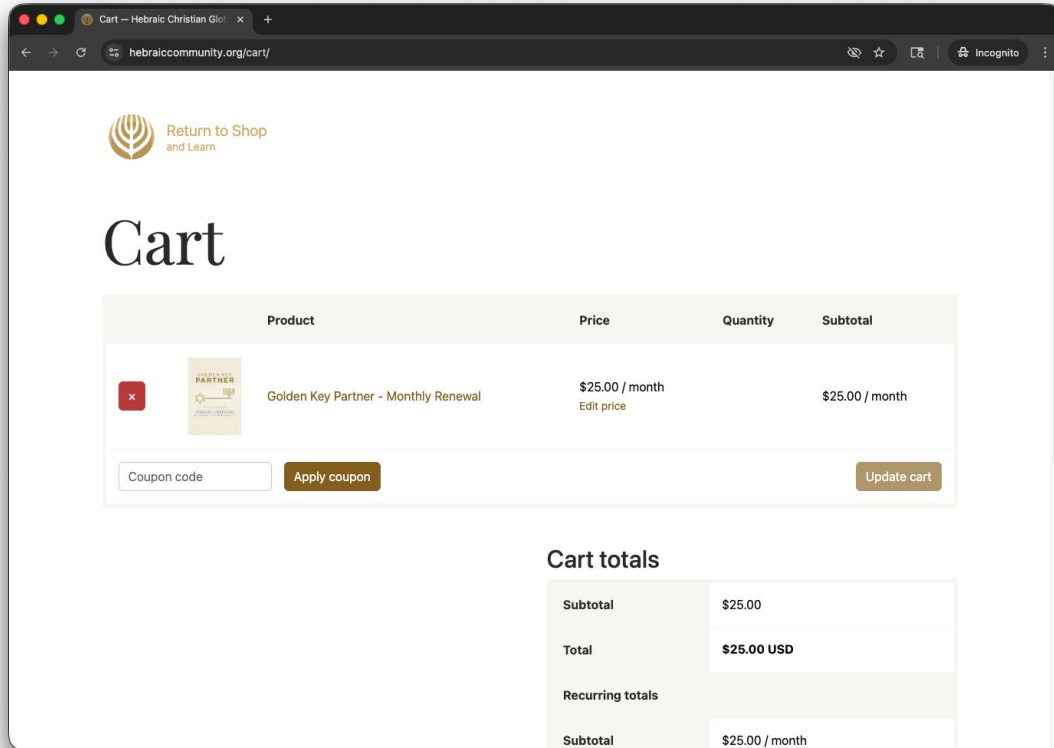 Cart — Hebraic Christian Glob
hebraiccommunity.org/cart/
Incognito
Return to Shop
and Learn
Cart
Product Price Quantity Subtotal
GOLDEN KEY
PARTNER
× Golden Key Partner - Monthly Renewal $25.00 / month $25.00 / month
Edit price
Coupon code Apply coupon Update cart
Cart totals
Subtotal $25.00
Total $25.00 USD
Recurring totals
Subtotal $25.00 / month